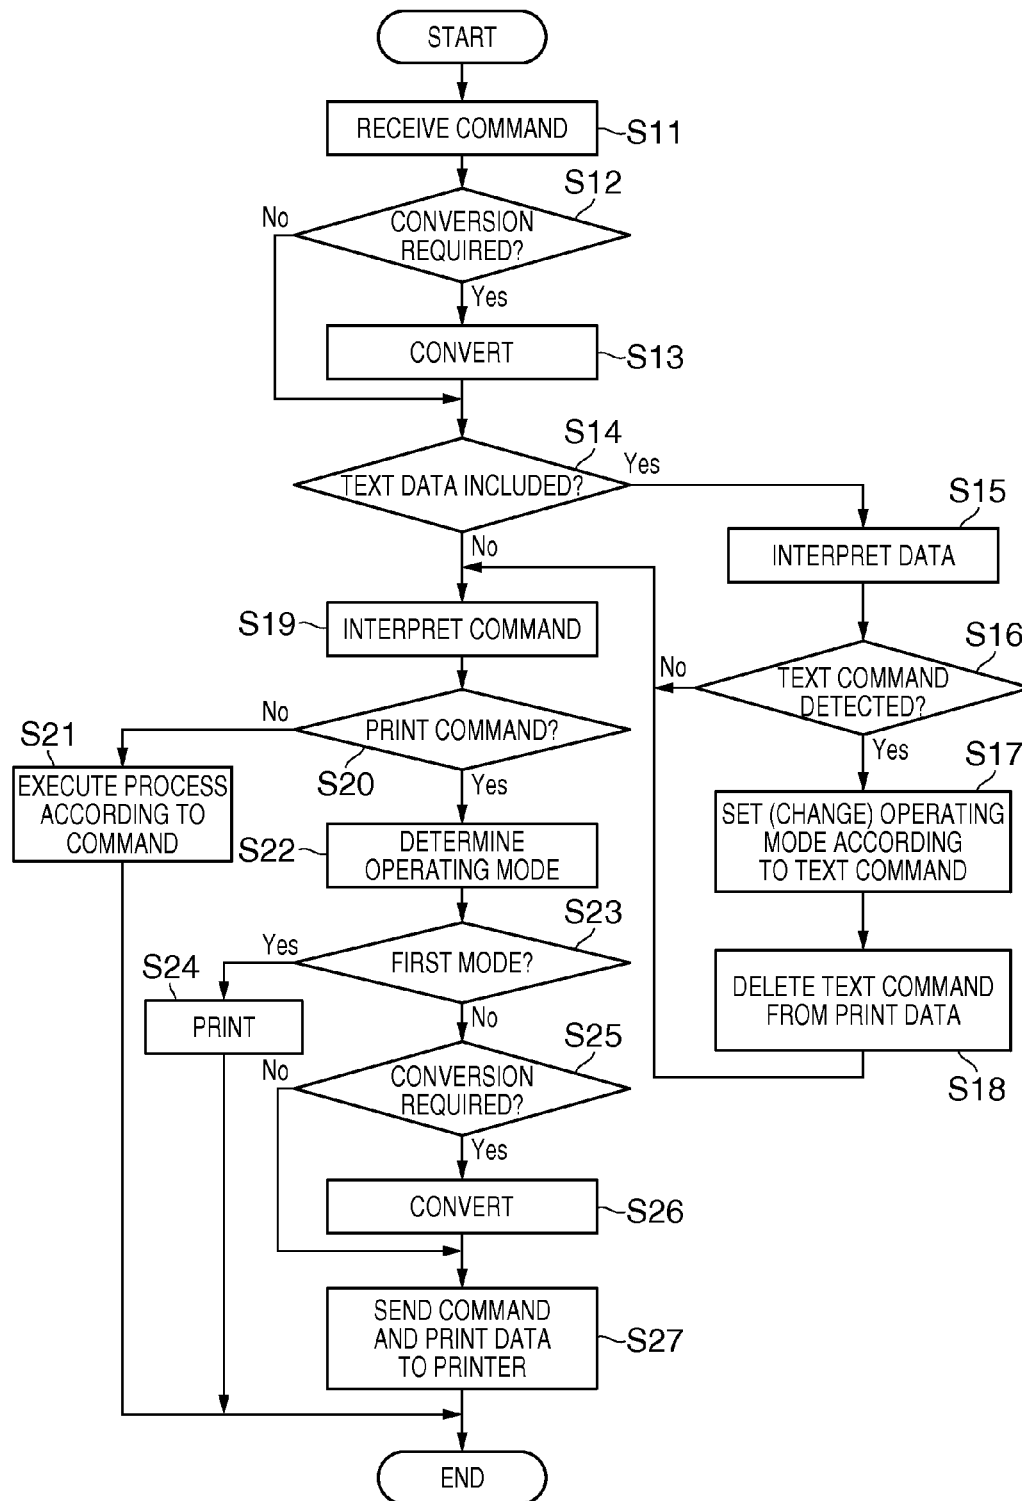 START
RECEIVE COMMAND
S11
S12
No
CONVERSION
REQUIRED?
Yes
CONVERT
S13
S14
TEXT DATA INCLUDED?
Yes
No
S15
INTERPRET DATA
S19
INTERPRET COMMAND
S16
No
TEXT COMMAND
DETECTED?
Yes
No
PRINT COMMAND?
S20
Yes
S21
EXECUTE PROCESS
ACCORDING TO
COMMAND
S17
SET (CHANGE) OPERATING
MODE ACCORDING
TO TEXT COMMAND
S22
DETERMINE
OPERATING MODE
S23
Yes
FIRST MODE?
No
S24
PRINT
DELETE TEXT COMMAND
FROM PRINT DATA
S18
S25
No
CONVERSION
REQUIRED?
Yes
CONVERT
S26
SEND COMMAND
AND PRINT DATA
TO PRINTER
S27
END